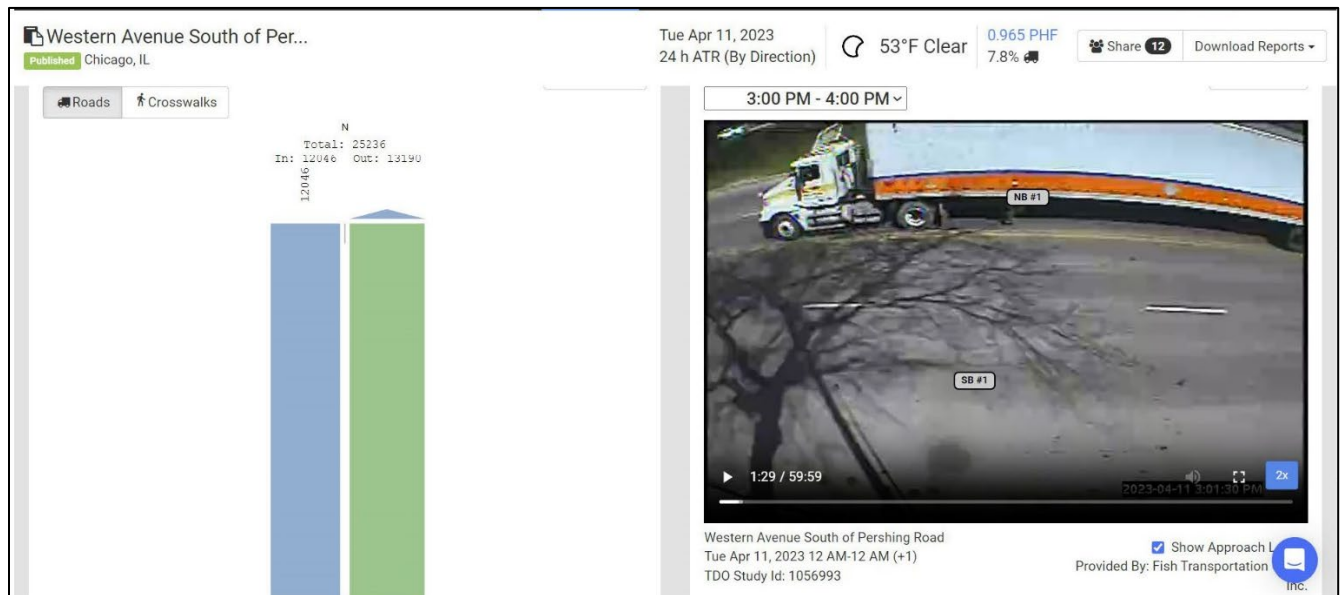 Western Avenue South of Per...
Published Chicago, IL
Tue Apr 11, 2023
24 h ATR (By Direction)
53°F Clear
0.965 PHF
7.8%
Share 12
Download Reports
Roads
Crosswalks
N
Total: 25236
In: 12046 Out: 13190
12046
3:00 PM - 4:00 PM
NB #1
SB #1
1:29 / 59:59
2x
2023-04-11 3:01:30 PM
Western Avenue South of Pershing Road
Tue Apr 11, 2023 12 AM-12 AM (+1)
TDO Study Id: 1056993
Show Approach L
Provided By: Fish Transportation
Inc.